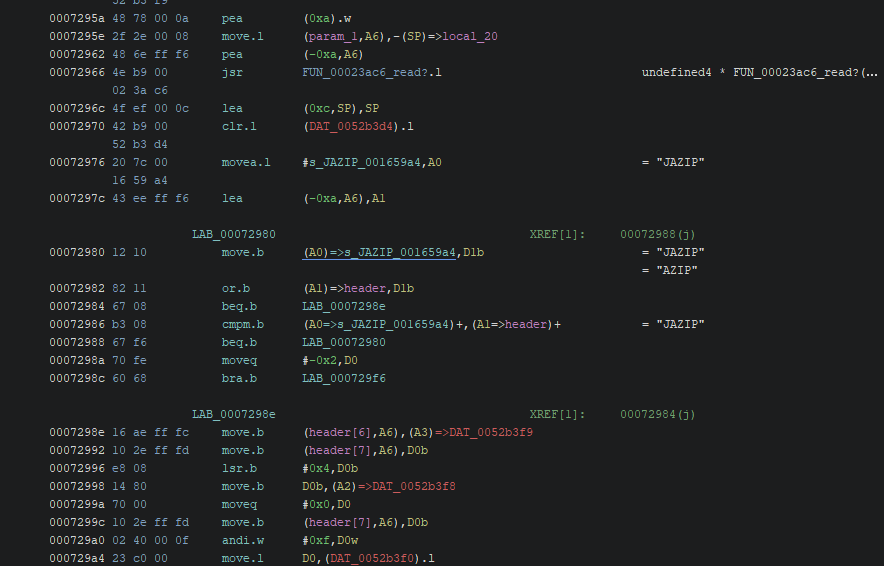 52 b3 f9
0007295a 48 78 00 0a pea (0xa).w
0007295e 2f 2e 00 08 move.l (param_1,A6),-(SP)=>local_20
00072962 48 6e ff f6 pea (-0xa,A6)
00072966 4e b9 00 jsr FUN_00023ac6_read?.l undefined4 * FUN_00023ac6_read?(...
02 3a c6
0007296c 4f ef 00 0c lea (0xc,SP),SP
00072970 42 b9 00 clr.l (DAT_0052b3d4).l
52 b3 d4
00072976 20 7c 00 movea.l #s_JAZIP_001659a4,A0 = "JAZIP"
16 59 a4
0007297c 43 ee ff f6 lea (-0xa,A6),A1
LAB_00072980 XREF[1]: 00072988(j)
00072980 12 10 move.b (A0)=>s_JAZIP_001659a4,D1b = "JAZIP"
= "AZIP"
00072982 82 11 or.b (A1)=>header,D1b
00072984 67 08 beq.b LAB_0007298e
00072986 b3 08 cmpm.b (A0=>s_JAZIP_001659a4)+,(A1=>header)+ = "JAZIP"
00072988 67 f6 beq.b LAB_00072980
0007298a 70 fe moveq #-0x2,D0
0007298c 60 68 bra.b LAB_000729f6
LAB_0007298e XREF[1]: 00072984(j)
0007298e 16 ae ff fc move.b (header[6],A6),(A3)=>DAT_0052b3f9
00072992 10 2e ff fd move.b (header[7],A6),D0b
00072996 e8 08 lsr.b #0x4,D0b
00072998 14 80 move.b D0b,(A2)=>DAT_0052b3f8
0007299a 70 00 moveq #0x0,D0
0007299c 10 2e ff fd move.b (header[7],A6),D0b
000729a0 02 40 00 0f andi.w #0xf,D0w
000729a4 23 c0 00 move.l D0,(DAT_0052b3f0).l